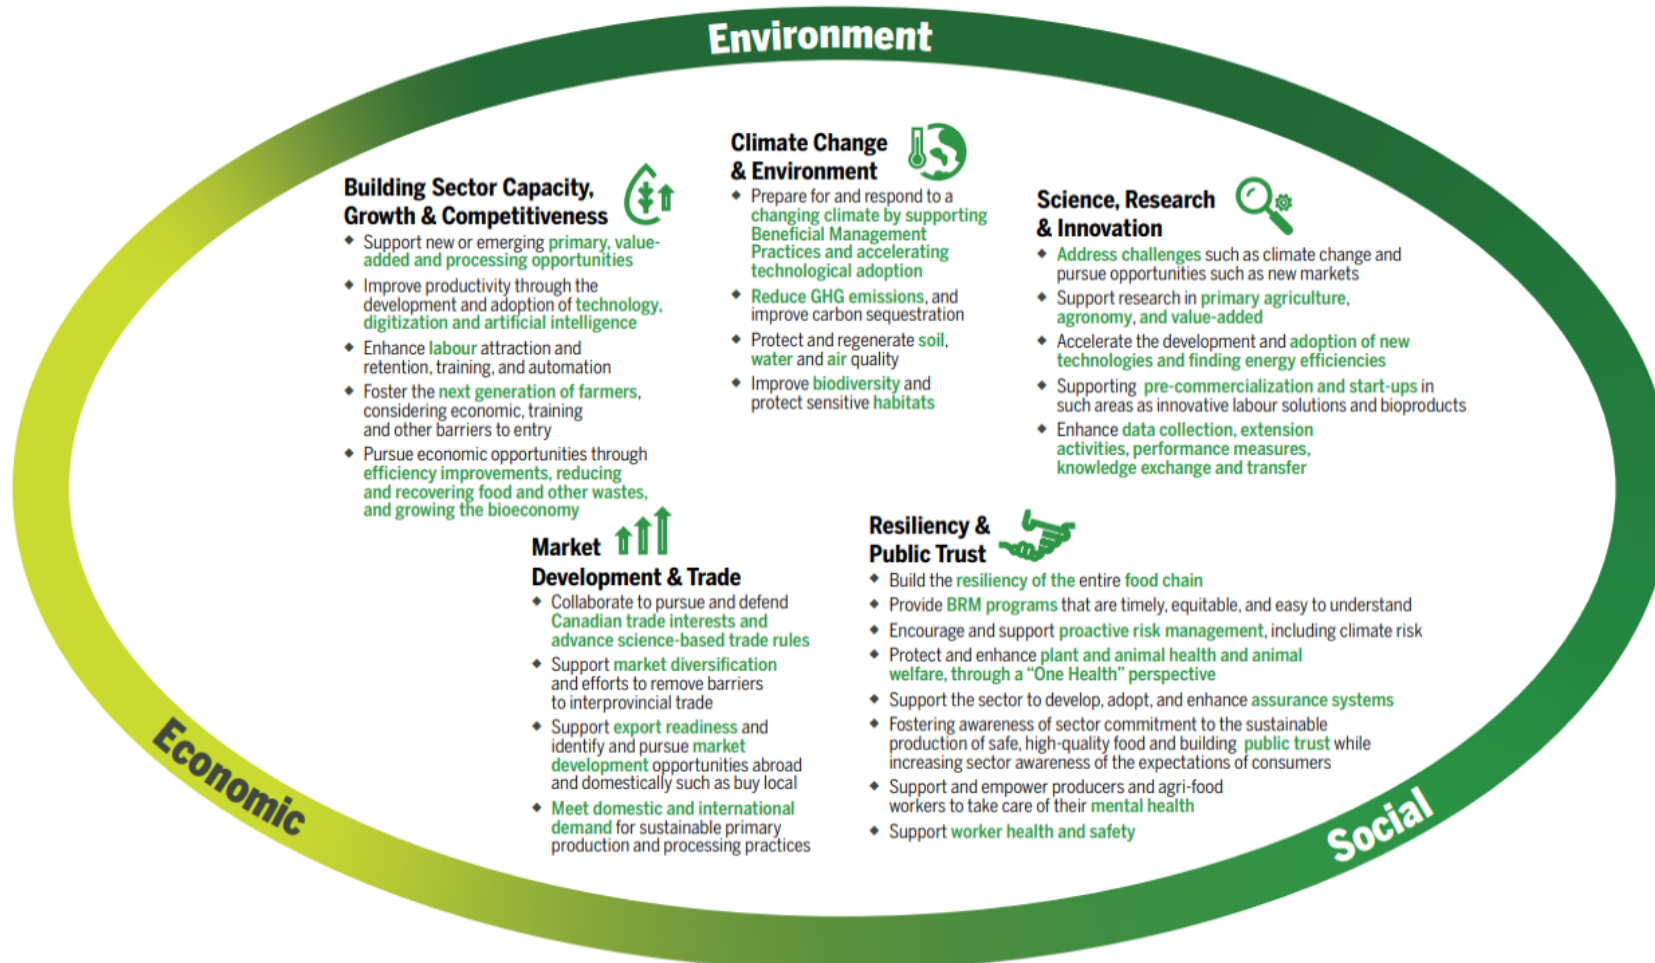 Environment
Building Sector Capacity,
Growth & Competitiveness
Support new or emerging primary, value-
added and processing opportunities
Improve productivity through the
development and adoption of technology,
digitization and artificial intelligence
Enhance labour attraction and
retention, training, and automation
Foster the next generation of farmers,
considering economic, training
and other barriers to entry
Pursue economic opportunities through
efficiency improvements, reducing
and recovering food and other wastes,
and growing the bioeconomy
Climate Change
& Environment
Prepare for and respond to a
changing climate by supporting
Beneficial Management
Practices and accelerating
technological adoption
Reduce GHG emissions, and
improve carbon sequestration
Protect and regenerate soil,
water and air quality
Improve biodiversity and
protect sensitive habitats
Science, Research
& Innovation
Address challenges such as climate change and
pursue opportunities such as new markets
Support research in primary agriculture,
agronomy, and value-added
Accelerate the development and adoption of new
technologies and finding energy efficiencies
Supporting pre-commercialization and start-ups in
such areas as innovative labour solutions and bioproducts
Enhance data collection, extension
activities, performance measures,
knowledge exchange and transfer
Market
Development & Trade
Collaborate to pursue and defend
Canadian trade interests and
advance science-based trade rules
Support market diversification
and efforts to remove barriers
to interprovincial trade
Support export readiness and
identify and pursue market
development opportunities abroad
and domestically such as buy local
Meet domestic and international
demand for sustainable primary
production and processing practices
Resiliency &
Public Trust
Build the resiliency of the entire food chain
Provide BRM programs that are timely, equitable, and easy to understand
Encourage and support proactive risk management, including climate risk
Protect and enhance plant and animal health and animal
welfare, through a “One Health” perspective
Support the sector to develop, adopt, and enhance assurance systems
Fostering awareness of sector commitment to the sustainable
production of safe, high-quality food and building public trust while
increasing sector awareness of the expectations of consumers
Support and empower producers and agri-food
workers to take care of their mental health
Support worker health and safety
Economic
Social